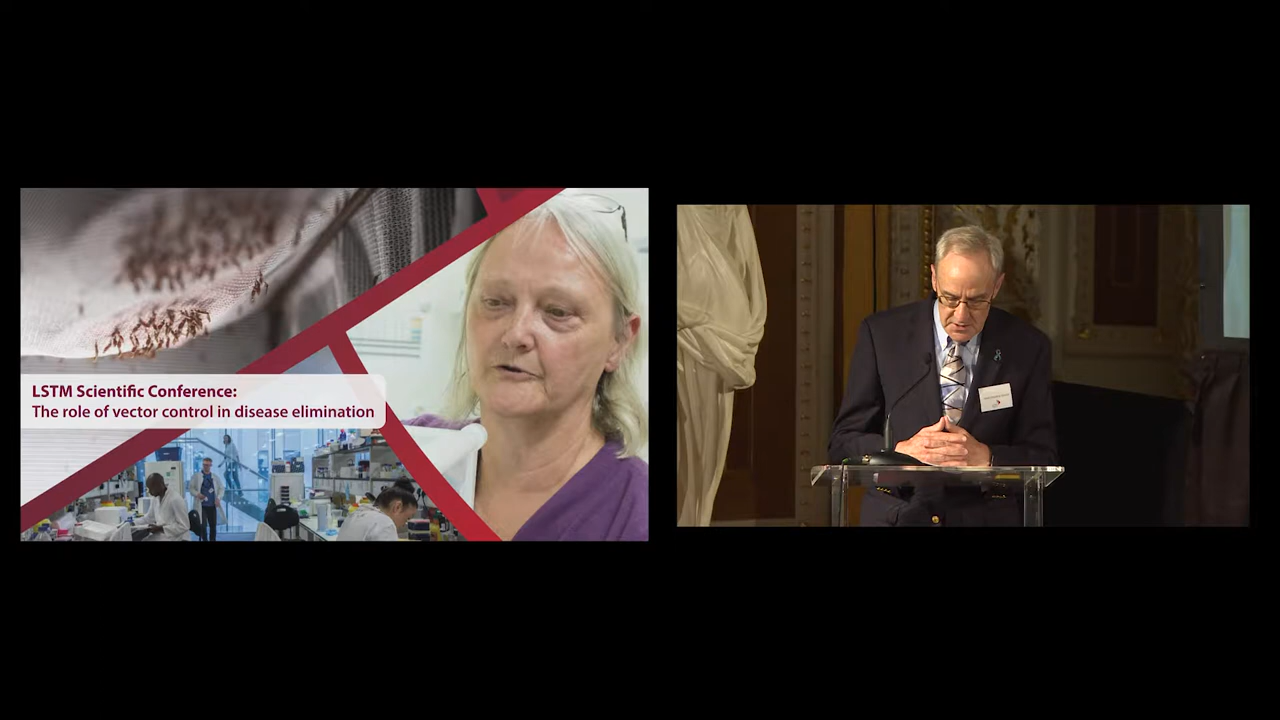 LSTM Scientific Conference:
The role of vector control in disease elimination